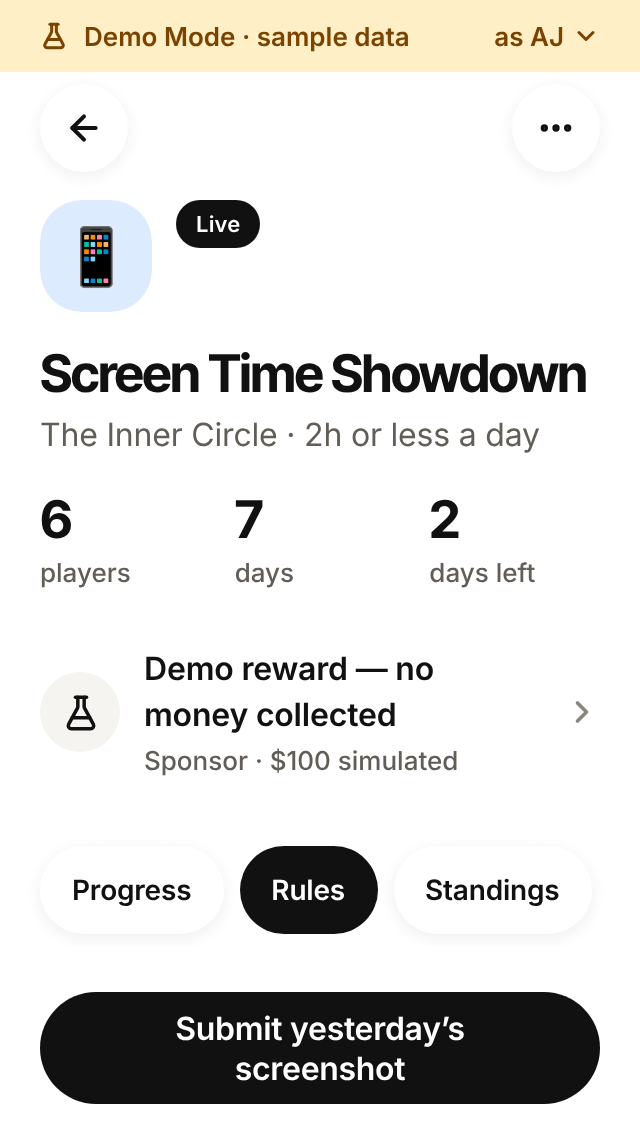 Demo Mode · sample data
as AJ
Live
Screen Time Showdown
The Inner Circle · 2h or less a day
6
players
7
days
2
days left
Demo reward — no
money collected
Sponsor · $100 simulated
Progress
Rules
Standings
Submit yesterday’s
screenshot